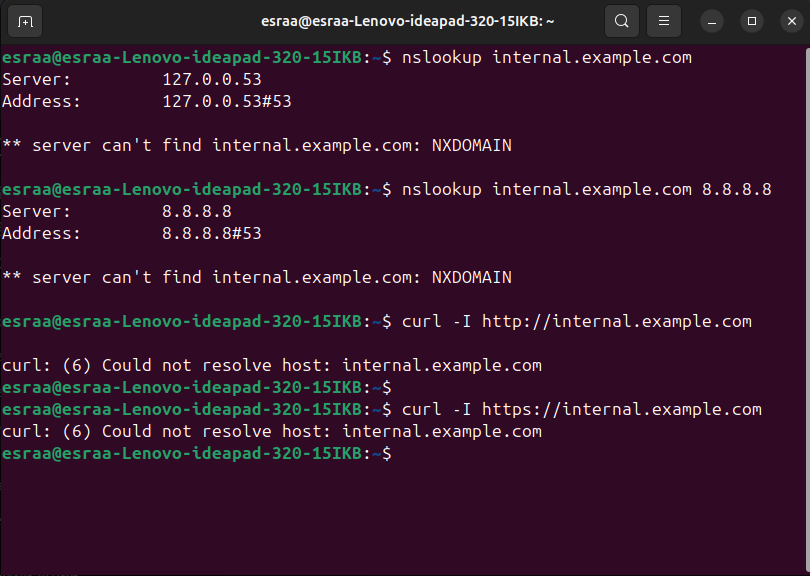 esraa@esraa-Lenovo-ideapad-320-15IKB: ~
esraa@esraa-Lenovo-ideapad-320-15IKB:~$ nslookup internal.example.com
Server:         127.0.0.53
Address:        127.0.0.53#53
** server can't find internal.example.com: NXDOMAIN
esraa@esraa-Lenovo-ideapad-320-15IKB:~$ nslookup internal.example.com 8.8.8.8
Server:         8.8.8.8
Address:        8.8.8.8#53
** server can't find internal.example.com: NXDOMAIN
esraa@esraa-Lenovo-ideapad-320-15IKB:~$ curl -I http://internal.example.com
curl: (6) Could not resolve host: internal.example.com
esraa@esraa-Lenovo-ideapad-320-15IKB:~$
esraa@esraa-Lenovo-ideapad-320-15IKB:~$ curl -I https://internal.example.com
curl: (6) Could not resolve host: internal.example.com
esraa@esraa-Lenovo-ideapad-320-15IKB:~$